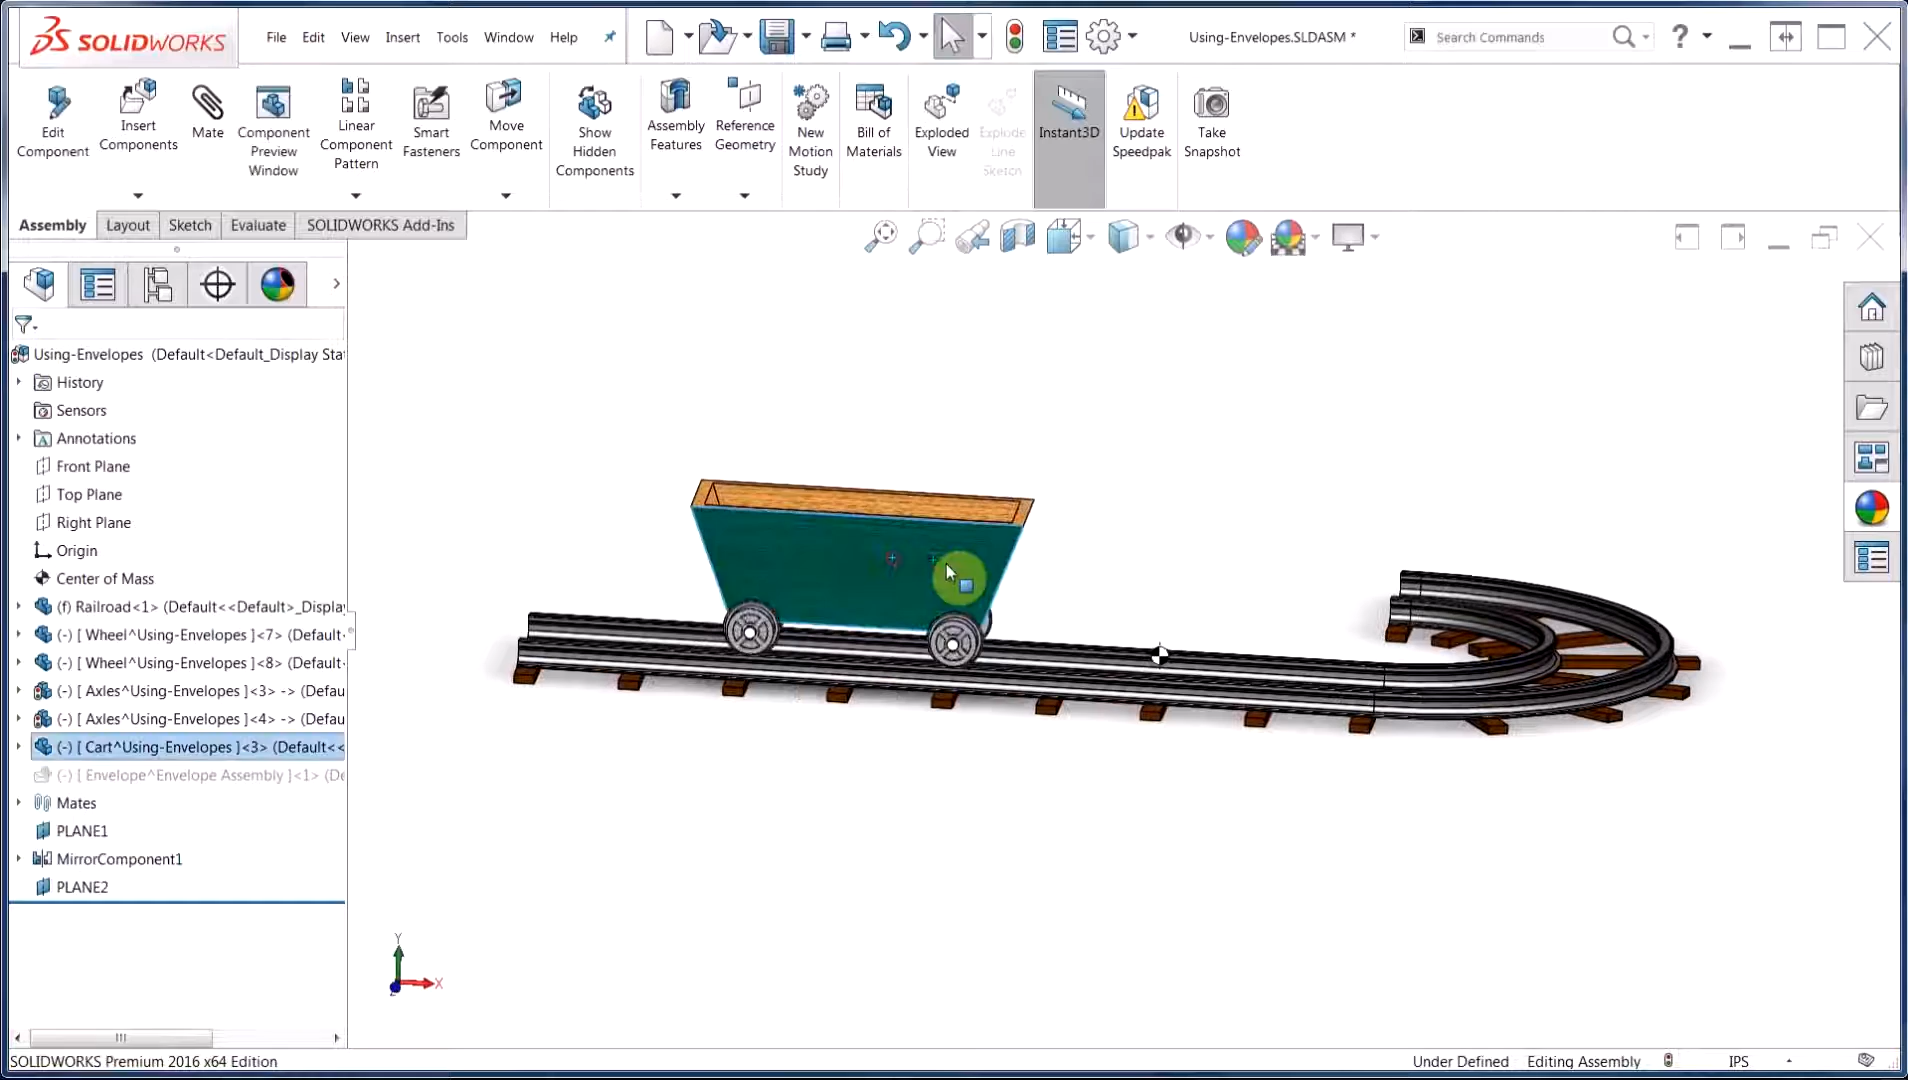 SOLIDWORKS
File Edit View Insert Tools Window Help
Using-Envelopes.SLDASM *
Search Commands
?
Edit Component
Insert Components
Mate
Component Preview Window
Linear Component Pattern
Smart Fasteners
Move Component
Show Hidden Components
Assembly Features
Reference Geometry
New Motion Study
Bill of Materials
Exploded View
Explode Line Sketch
Instant3D
Update Speedpak
Take Snapshot
Assembly Layout Sketch Evaluate SOLIDWORKS Add-Ins
Using-Envelopes (Default<Default_Display Sta
History
Sensors
A Annotations
Front Plane
Top Plane
Right Plane
Origin
Center of Mass
(f) Railroad<1> (Default<<Default>_Displa
(-) [ Wheel^Using-Envelopes ]<7> (Default
(-) [ Wheel^Using-Envelopes ]<8> (Default
(-) [ Axles^Using-Envelopes ]<3> -> (Defau
(-) [ Axles^Using-Envelopes ]<4> -> (Defau
(-) [ Cart^Using-Envelopes ]<3> (Default<<
(-) [ Envelope^Envelope Assembly ]<1> (De
Mates
PLANE1
MirrorComponent1
PLANE2
Y
X
SOLIDWORKS Premium 2016 x64 Edition
Under Defined Editing Assembly IPS